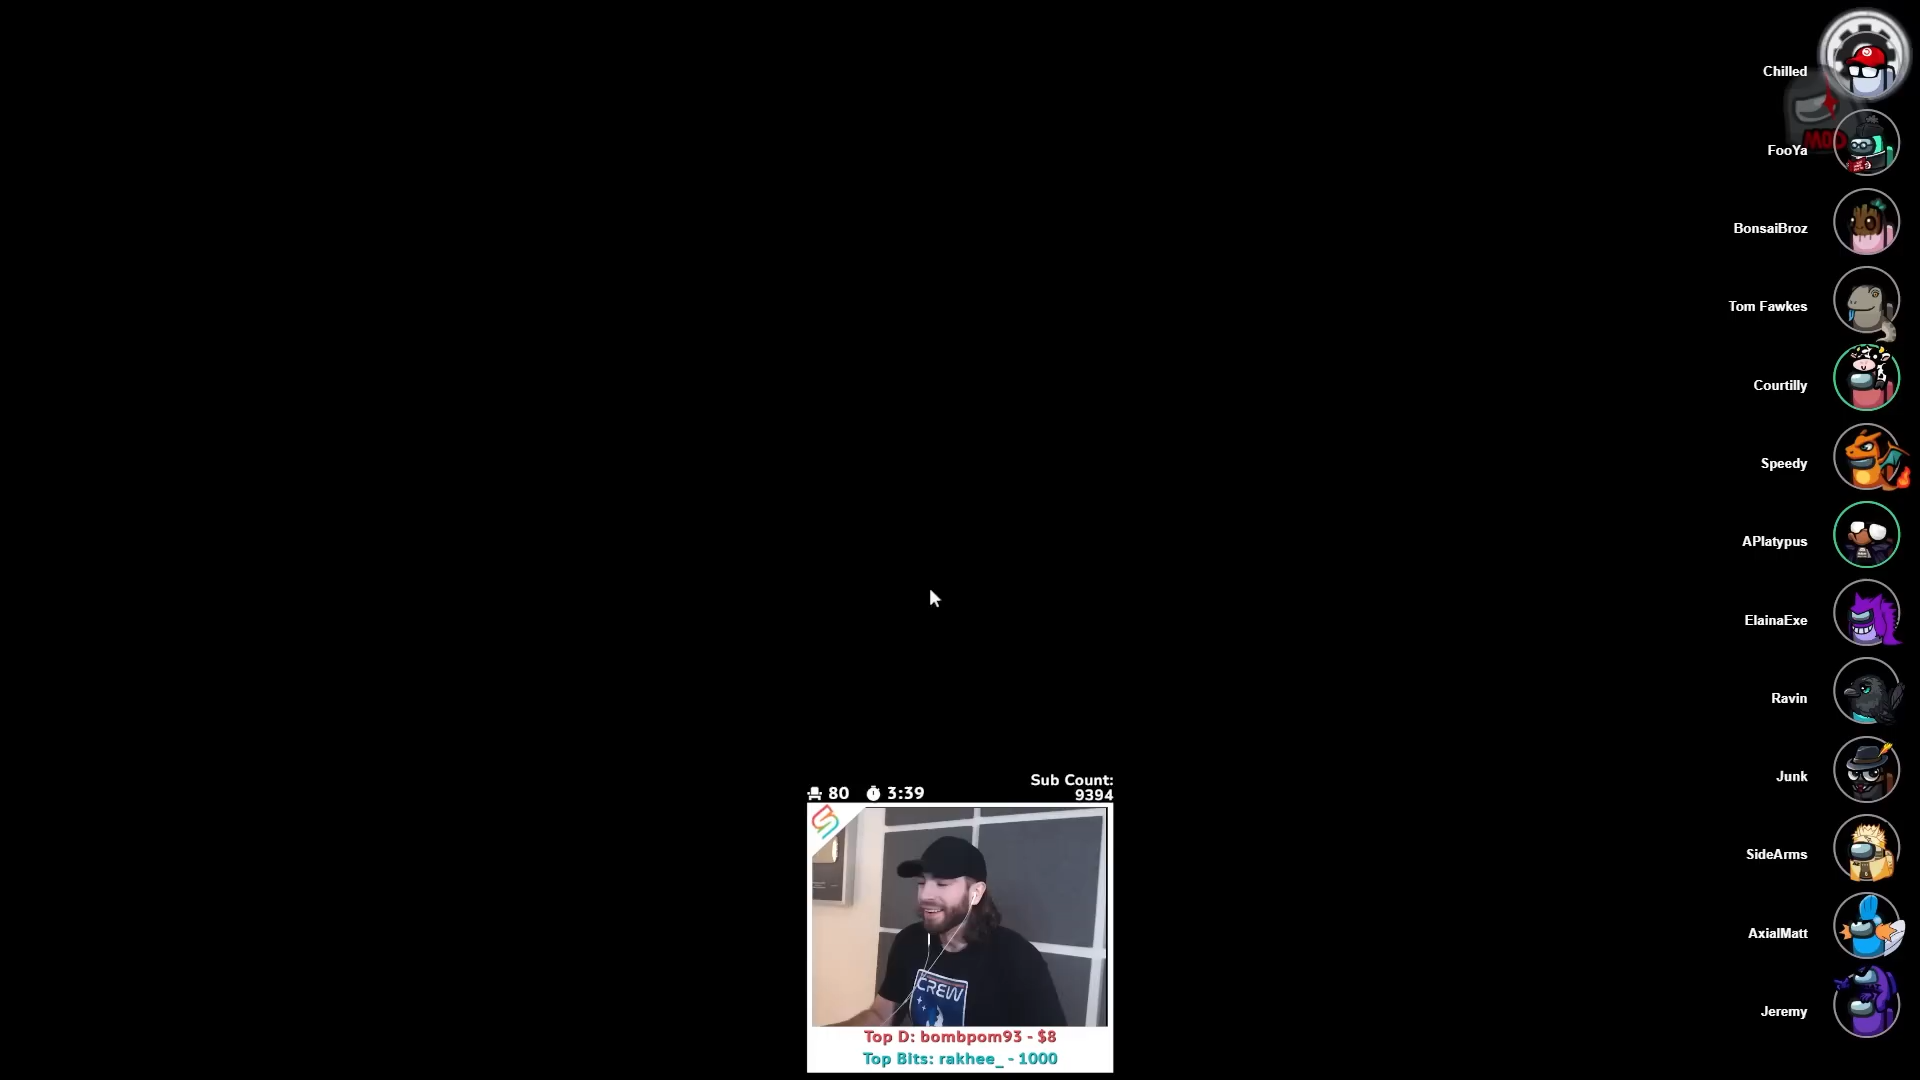 Chilled
MOD
FooYa
BonsaiBroz
Tom Fawkes
Courtilly
Speedy
APlatypus
ElainaExe
Ravin
Junk
SideArms
AxialMatt
Jeremy
80 3:39
Sub Count:
9394
CREW
Top D: bombpom93 - $8
Top Bits: rakhee_ - 1000